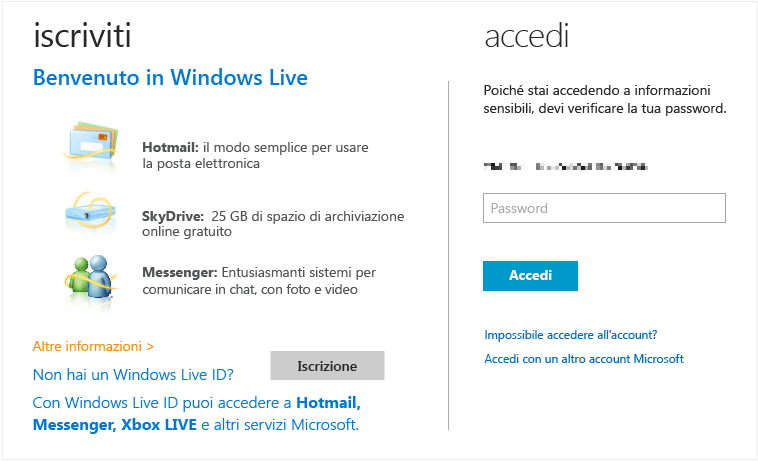 iscriviti
Benvenuto in Windows Live
Hotmail: il modo semplice per usare
la posta elettronica
SkyDrive: 25 GB di spazio di archiviazione
online gratuito
Messenger: Entusiasmanti sistemi per
comunicare in chat, con foto e video
Altre informazioni >
Non hai un Windows Live ID?
Iscrizione
Con Windows Live ID puoi accedere a Hotmail,
Messenger, Xbox LIVE e altri servizi Microsoft.
accedi
Poiché stai accedendo a informazioni
sensibili, devi verificare la tua password.
Password
Accedi
Impossibile accedere all'account?
Accedi con un altro account Microsoft